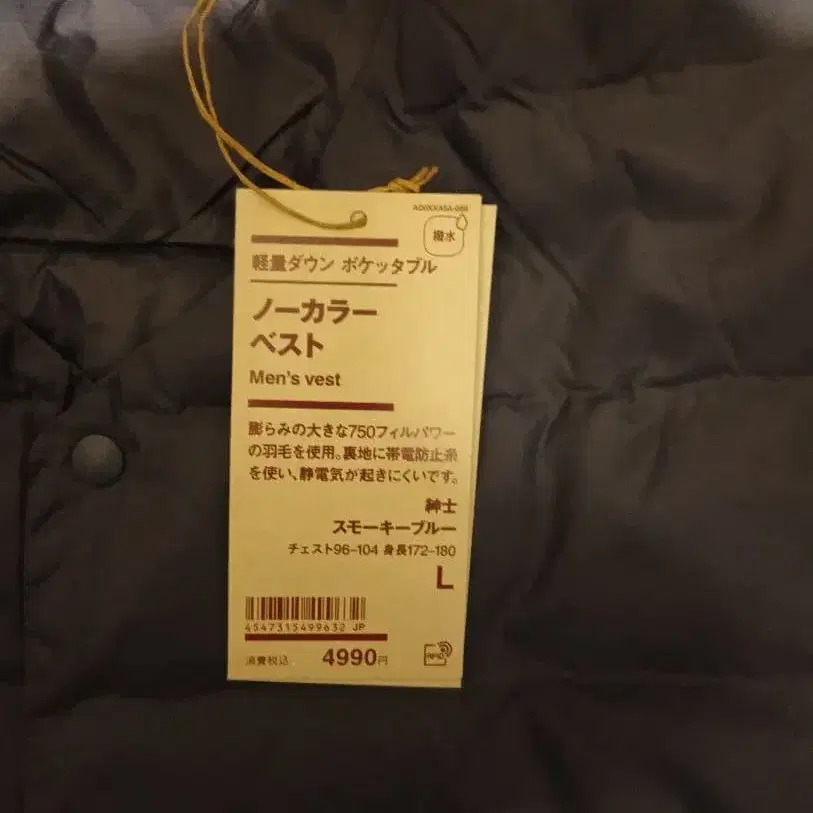 撥水
軽量ダウン ポケッタブル
ノーカラー
ベスト
Men's vest
膨らみの大きな750フィルパワー
の羽毛を使用。裏地に帯電防止糸
を使い、静電気が起きにくいです。
紳士
スモーキーブルー
チェスト96-104 身長172-180
L
4547315499632 JP
消費税込 4990円
RFID